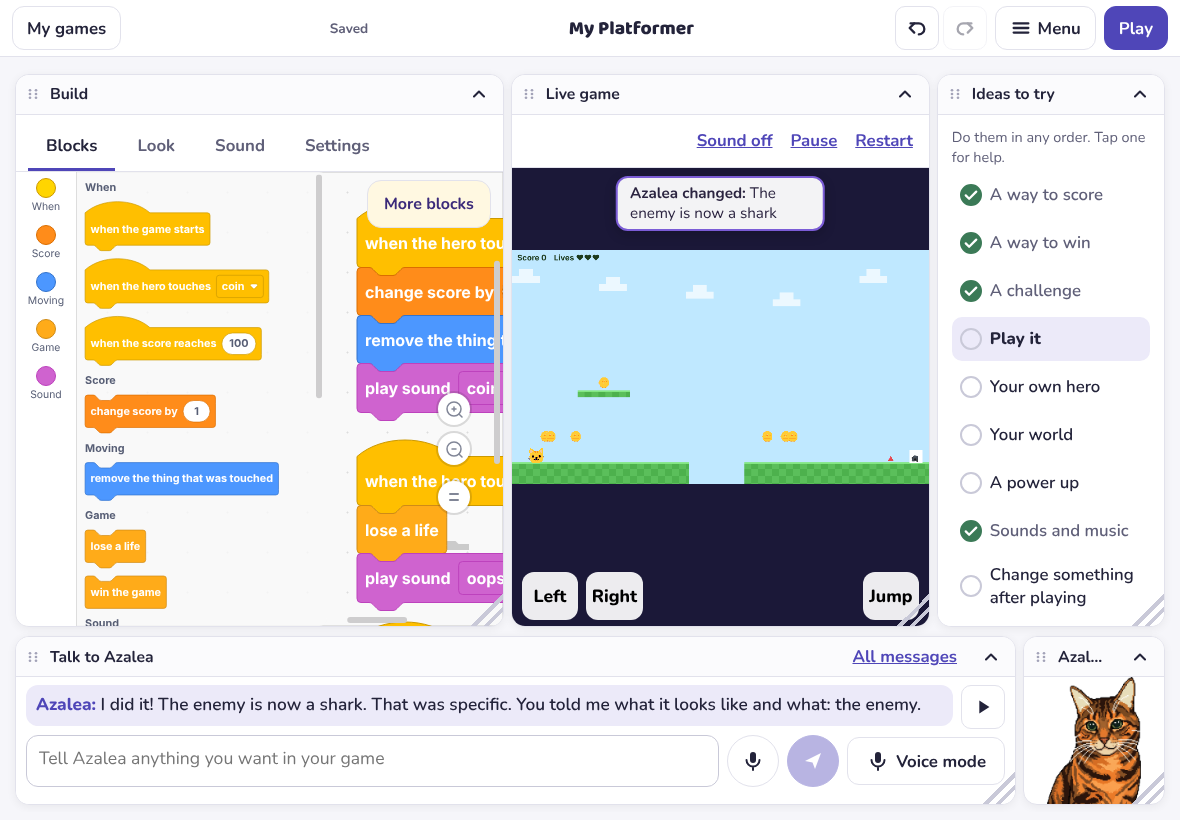 My games
Saved
My Platformer
Menu
Play
Build
Blocks
Look
Sound
Settings
When
Score
Moving
Game
Sound
When
when the game starts
when the hero touches coin
when the score reaches 100
Score
change score by 1
Moving
remove the thing that was touched
Game
lose a life
win the game
Sound
More blocks
when the hero tou
change score by
remove the thing t
play sound coin
when the hero tou
lose a life
play sound oops
Live game
Sound off
Pause
Restart
Azalea changed: The
enemy is now a shark
Score 0 Lives ♥♥♥
Left
Right
Jump
Ideas to try
Do them in any order. Tap one
for help.
A way to score
A way to win
A challenge
Play it
Your own hero
Your world
A power up
Sounds and music
Change something
after playing
Talk to Azalea
All messages
Azalea: I did it! The enemy is now a shark. That was specific. You told me what it looks like and what: the enemy.
Tell Azalea anything you want in your game
Voice mode
Azal...